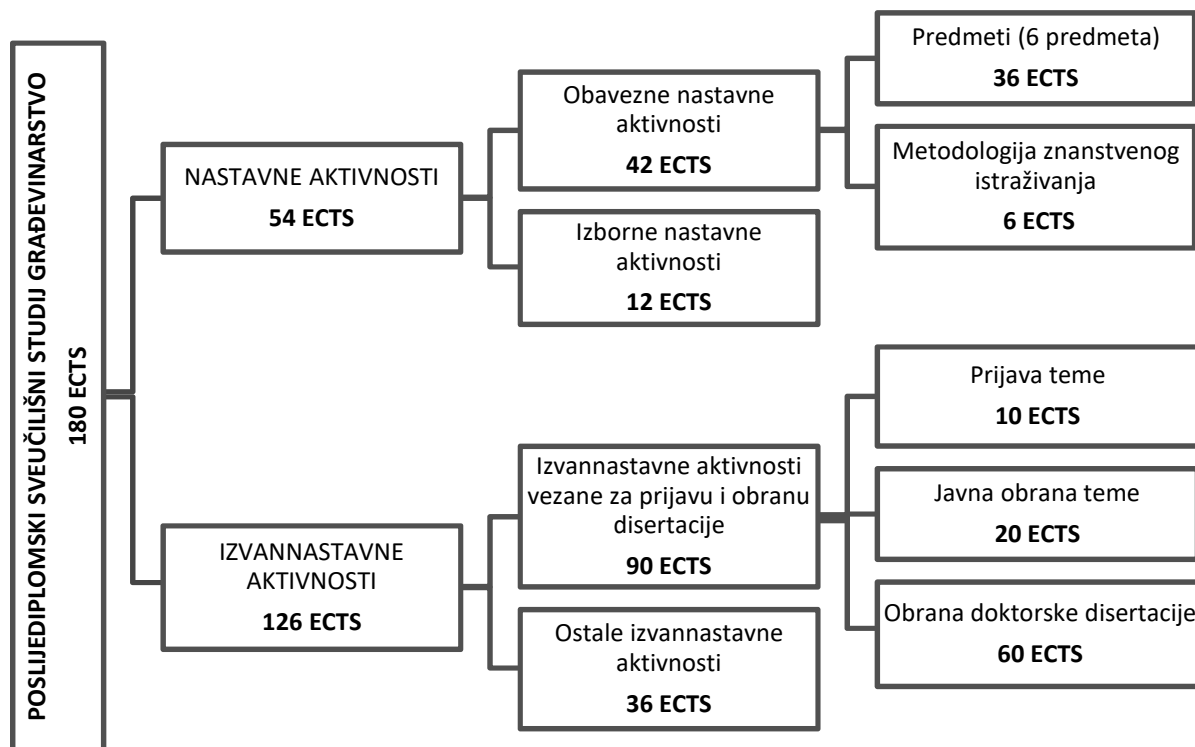 POSLIJEDIPLOMSKI SVEUČILIŠNI STUDIJ GRAĐEVINARSTVO
180 ECTS
NASTAVNE AKTIVNOSTI
54 ECTS
Obavezne nastavne
aktivnosti
42 ECTS
Predmeti (6 predmeta)
36 ECTS
Metodologija znanstvenog
istraživanja
6 ECTS
Izborne nastavne
aktivnosti
12 ECTS
IZVANNASTAVNE
AKTIVNOSTI
126 ECTS
Izvannastavne aktivnosti
vezane za prijavu i obranu
disertacije
90 ECTS
Prijava teme
10 ECTS
Javna obrana teme
20 ECTS
Obrana doktorske disertacije
60 ECTS
Ostale izvannastavne
aktivnosti
36 ECTS